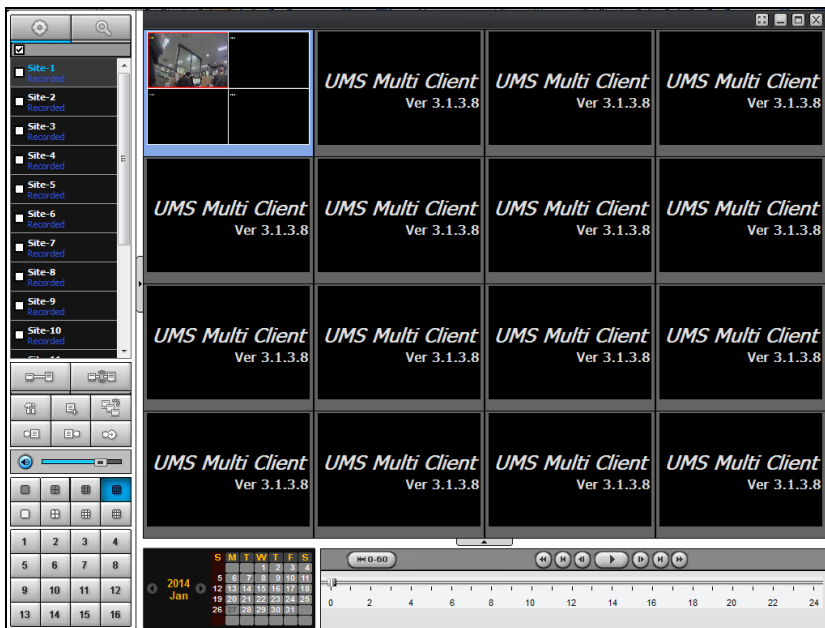 Site-1
Recorded
Site-2
Recorded
Site-3
Recorded
Site-4
Recorded
Site-5
Recorded
Site-6
Recorded
Site-7
Recorded
Site-8
Recorded
Site-9
Recorded
Site-10
Recorded
1 2 3 4
5 6 7 8
9 10 11 12
13 14 15 16
UMS Multi Client UMS Multi Client UMS Multi Client
Ver 3.1.3.8 Ver 3.1.3.8 Ver 3.1.3.8
UMS Multi Client UMS Multi Client UMS Multi Client UMS Multi Client
Ver 3.1.3.8 Ver 3.1.3.8 Ver 3.1.3.8 Ver 3.1.3.8
UMS Multi Client UMS Multi Client UMS Multi Client UMS Multi Client
Ver 3.1.3.8 Ver 3.1.3.8 Ver 3.1.3.8 Ver 3.1.3.8
UMS Multi Client UMS Multi Client UMS Multi Client UMS Multi Client
Ver 3.1.3.8 Ver 3.1.3.8 Ver 3.1.3.8 Ver 3.1.3.8
2014
Jan
S M T W T F S
1 2 3 4
5 6 7 8 9 10 11
12 13 14 15 16 17 18
19 20 21 22 23 24 25
26 27 28 29 30 31
0-60
0 2 4 6 8 10 12 14 16 18 20 22 24